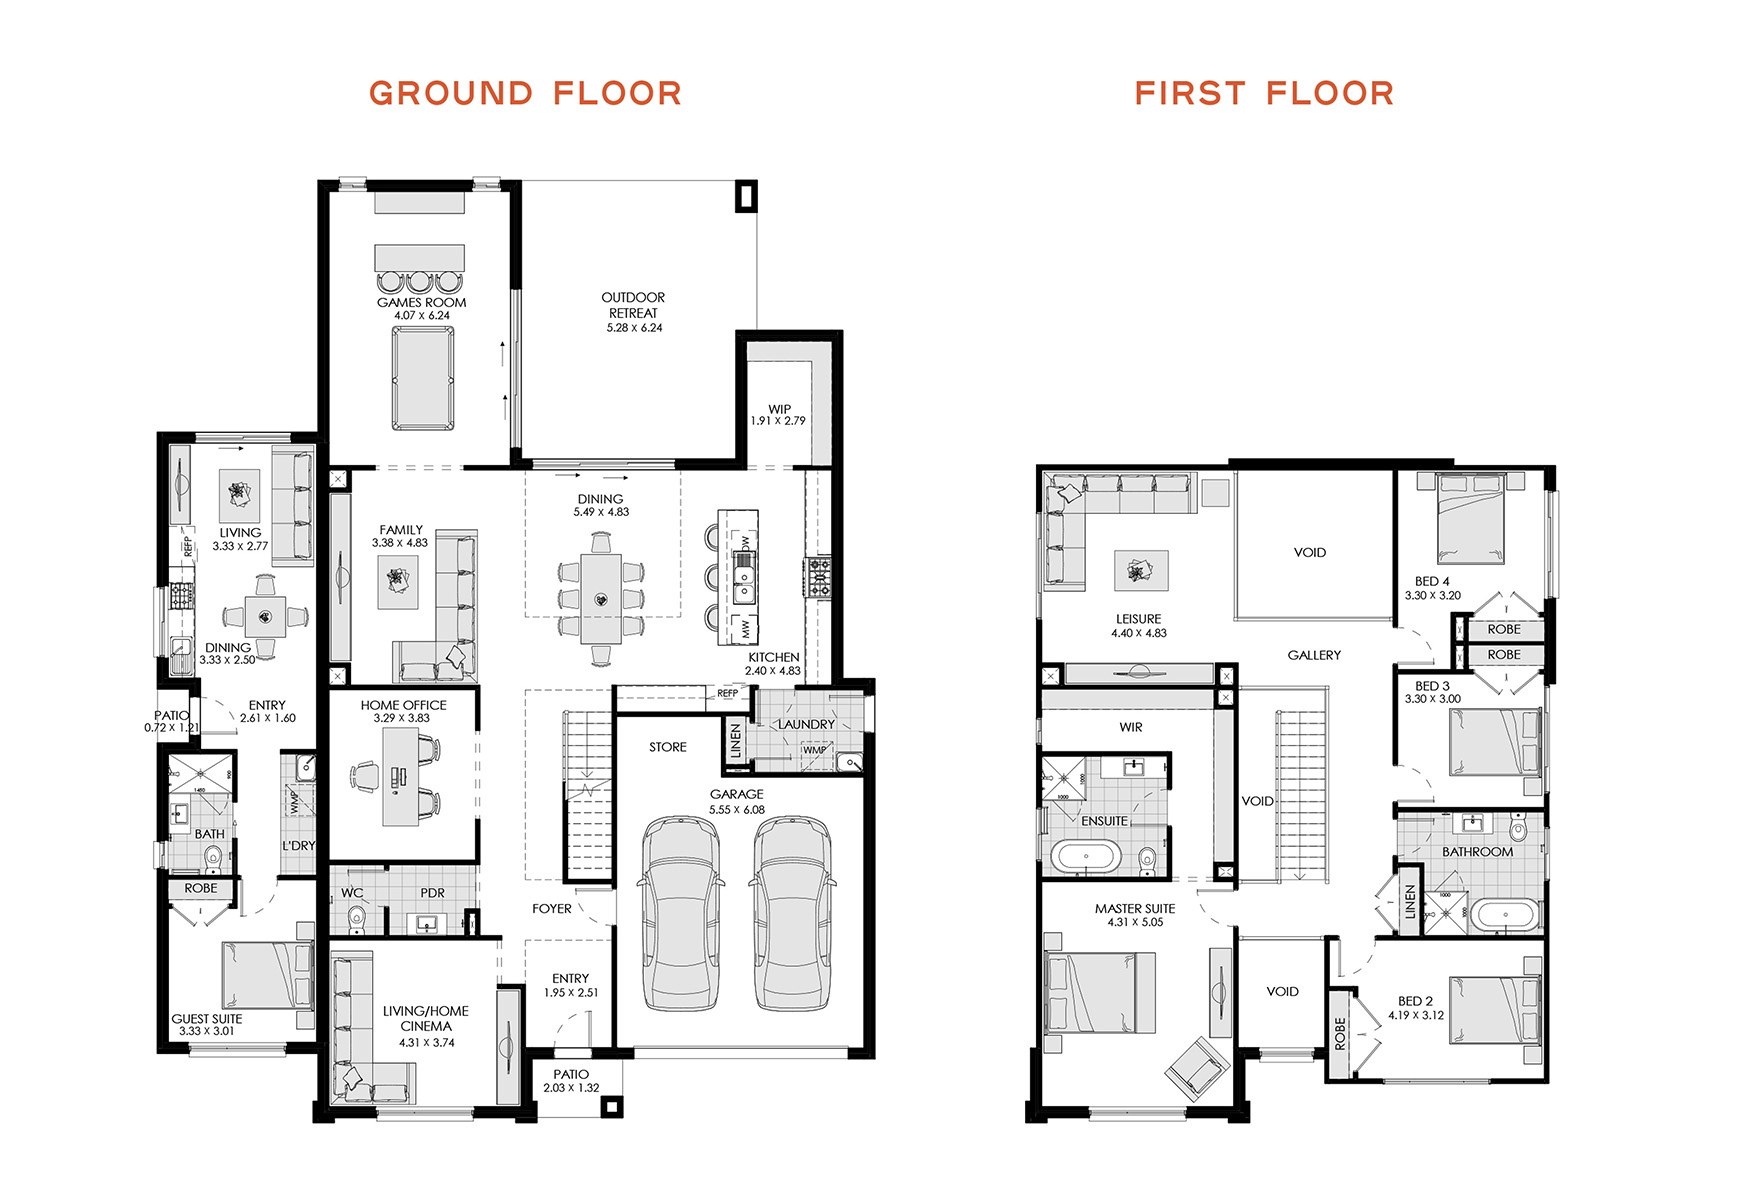 GROUND FLOOR
FIRST FLOOR
GAMES ROOM
4.07 X 6.24
OUTDOOR
RETREAT
5.28 X 6.24
WIP
1.91 X 2.79
LIVING
3.33 X 2.77
REFP
DINING
3.33 X 2.50
ENTRY
2.61 X 1.60
PATIO
0.72 X 1.21
900
1450
BATH
WMP
L'DRY
ROBE
GUEST SUITE
3.33 X 3.01
FAMILY
3.38 X 4.83
DINING
5.49 X 4.83
DW
MW
KITCHEN
2.40 X 4.83
REFP
HOME OFFICE
3.29 X 3.83
LAUNDRY
LINEN
WMP
STORE
GARAGE
5.55 X 6.08
WC
PDR
FOYER
ENTRY
1.95 X 2.51
LIVING/HOME
CINEMA
4.31 X 3.74
PATIO
2.03 X 1.32
LEISURE
4.40 X 4.83
VOID
BED 4
3.30 X 3.20
ROBE
ROBE
GALLERY
BED 3
3.30 X 3.00
WIR
1000
1000
ENSUITE
VOID
BATHROOM
1000
1000
LINEN
MASTER SUITE
4.31 X 5.05
VOID
BED 2
4.19 X 3.12
ROBE